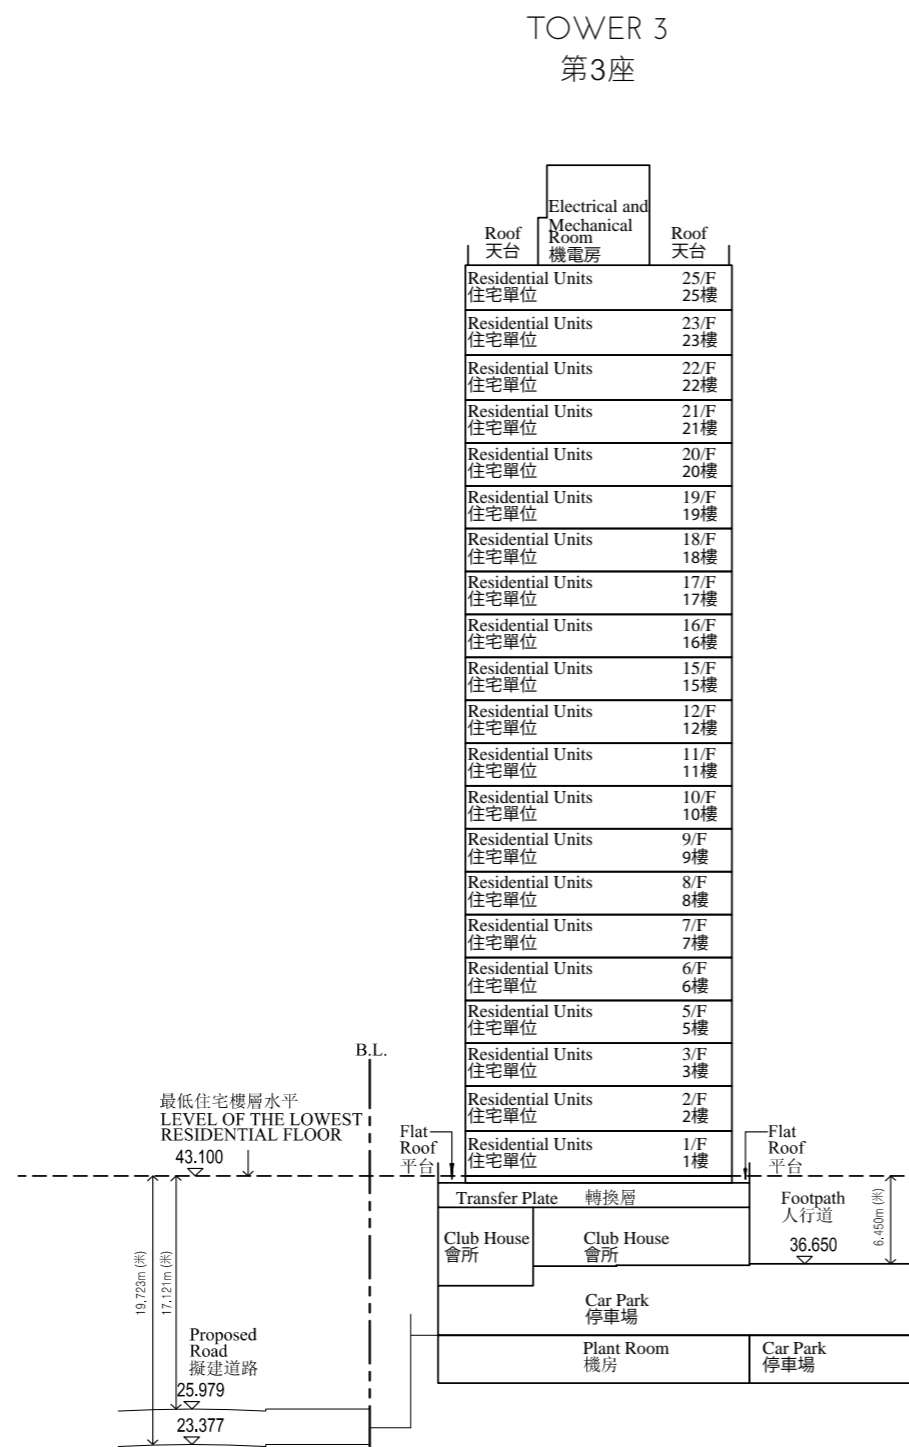 TOWER 3
第3座
Electrical and
Mechanical
Room
機電房
Roof
天台
Roof
天台
Residential Units 25/F
住宅單位 25樓
Residential Units 23/F
住宅單位 23樓
Residential Units 22/F
住宅單位 22樓
Residential Units 21/F
住宅單位 21樓
Residential Units 20/F
住宅單位 20樓
Residential Units 19/F
住宅單位 19樓
Residential Units 18/F
住宅單位 18樓
Residential Units 17/F
住宅單位 17樓
Residential Units 16/F
住宅單位 16樓
Residential Units 15/F
住宅單位 15樓
Residential Units 12/F
住宅單位 12樓
Residential Units 11/F
住宅單位 11樓
Residential Units 10/F
住宅單位 10樓
Residential Units 9/F
住宅單位 9樓
Residential Units 8/F
住宅單位 8樓
Residential Units 7/F
住宅單位 7樓
Residential Units 6/F
住宅單位 6樓
Residential Units 5/F
住宅單位 5樓
Residential Units 3/F
住宅單位 3樓
Residential Units 2/F
住宅單位 2樓
Residential Units 1/F
住宅單位 1樓
B.L.
最低住宅樓層水平
LEVEL OF THE LOWEST
RESIDENTIAL FLOOR
43.100
Flat
Roof
平台
Flat
Roof
平台
Transfer Plate 轉換層
Footpath
人行道
36.650
6.450m (米)
Club House
會所
Club House
會所
Car Park
停車場
Plant Room
機房
Car Park
停車場
19.723m (米)
17.121m (米)
Proposed
Road
擬建道路
25.979
23.377